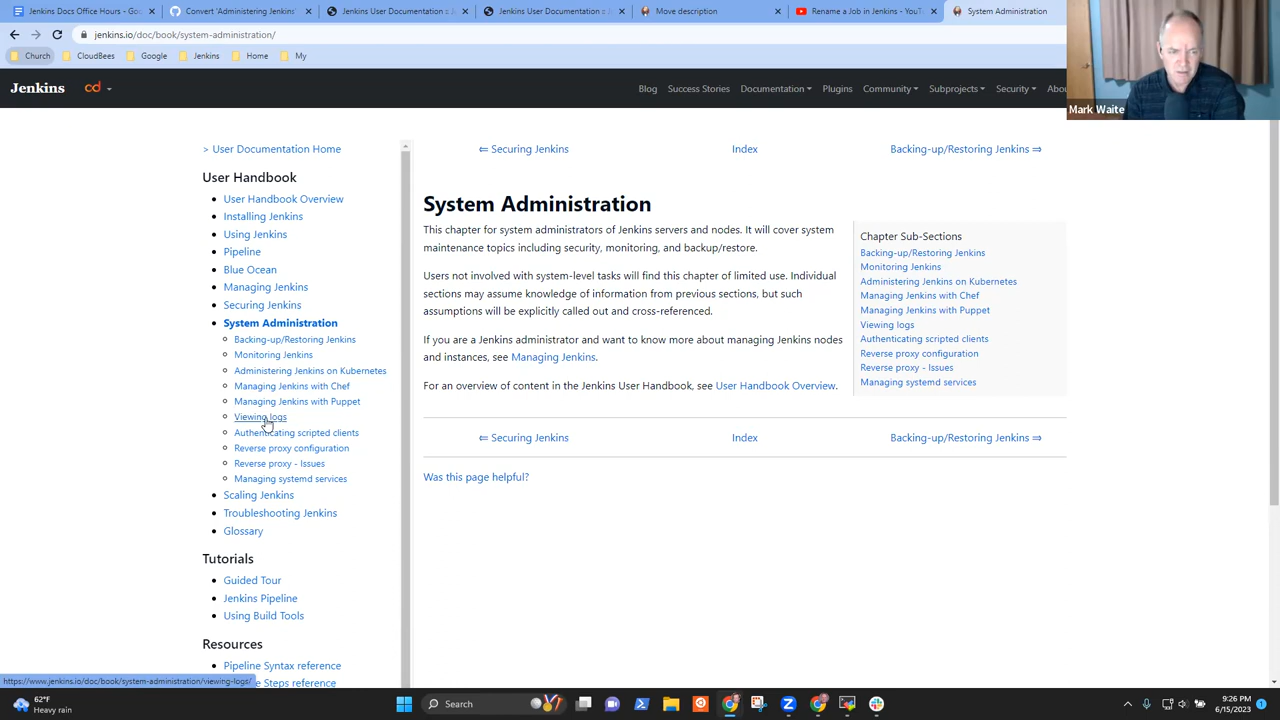 Jenkins Docs Office Hours - Goo
Convert 'Administering Jenkins'
Jenkins User Documentation :: A
Jenkins User Documentation :: A
Move description
Rename a Job in Jenkins - YouT
System Administration
jenkins.io/doc/book/system-administration/
Church
CloudBees
Google
Jenkins
Home
My
Mark Waite
Jenkins
cd
Blog
Success Stories
Documentation
Plugins
Community
Subprojects
Security
Abou
> User Documentation Home
User Handbook
User Handbook Overview
Installing Jenkins
Using Jenkins
Pipeline
Blue Ocean
Managing Jenkins
Securing Jenkins
System Administration
Backing-up/Restoring Jenkins
Monitoring Jenkins
Administering Jenkins on Kubernetes
Managing Jenkins with Chef
Managing Jenkins with Puppet
Viewing logs
Authenticating scripted clients
Reverse proxy configuration
Reverse proxy - Issues
Managing systemd services
Scaling Jenkins
Troubleshooting Jenkins
Glossary
Tutorials
Guided Tour
Jenkins Pipeline
Using Build Tools
Resources
Pipeline Syntax reference
e Steps reference
⇐ Securing Jenkins
Index
Backing-up/Restoring Jenkins ⇒
System Administration
This chapter for system administrators of Jenkins servers and nodes. It will cover system
maintenance topics including security, monitoring, and backup/restore.
Users not involved with system-level tasks will find this chapter of limited use. Individual
sections may assume knowledge of information from previous sections, but such
assumptions will be explicitly called out and cross-referenced.
If you are a Jenkins administrator and want to know more about managing Jenkins nodes
and instances, see Managing Jenkins.
For an overview of content in the Jenkins User Handbook, see User Handbook Overview.
Chapter Sub-Sections
Backing-up/Restoring Jenkins
Monitoring Jenkins
Administering Jenkins on Kubernetes
Managing Jenkins with Chef
Managing Jenkins with Puppet
Viewing logs
Authenticating scripted clients
Reverse proxy configuration
Reverse proxy - Issues
Managing systemd services
⇐ Securing Jenkins
Index
Backing-up/Restoring Jenkins ⇒
Was this page helpful?
https://www.jenkins.io/doc/book/system-administration/viewing-logs/
62°F
Heavy rain
Search
9:26 PM
6/15/2023